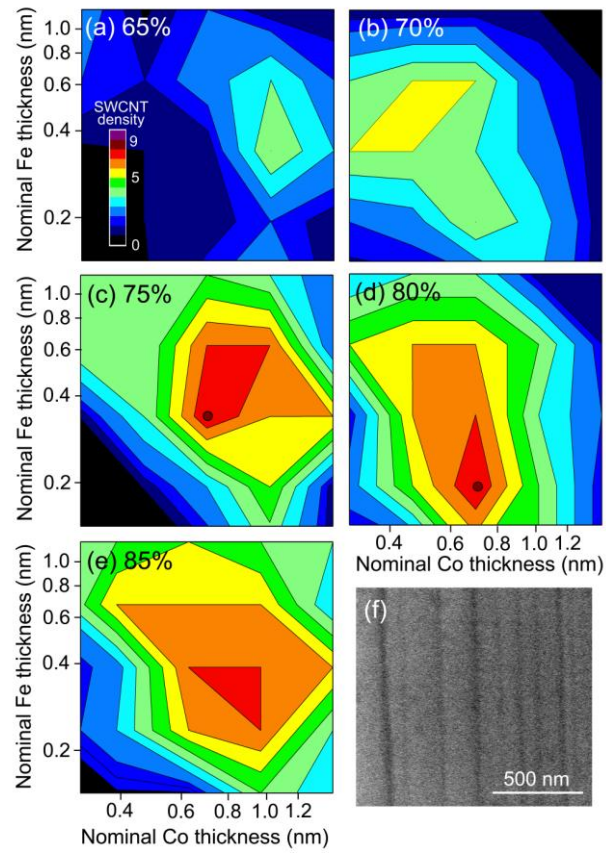 (a) 65%
(b) 70%
Nominal Fe thickness (nm)
1.0
0.8
0.6
0.4
0.2
SWCNT
density
9
5
0
(c) 75%
(d) 80%
Nominal Fe thickness (nm)
1.0
0.8
0.6
0.4
0.2
0.4
0.6
0.8
1.0
1.2
Nominal Co thickness (nm)
(e) 85%
(f)
Nominal Fe thickness (nm)
1.0
0.8
0.6
0.4
0.2
500 nm
0.4
0.6
0.8
1.0
1.2
Nominal Co thickness (nm)